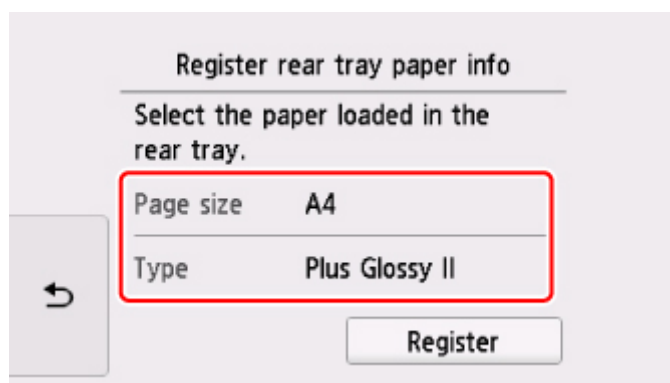 Register rear tray paper info
Select the paper loaded in the
rear tray.
Page size A4
Type Plus Glossy II
Register